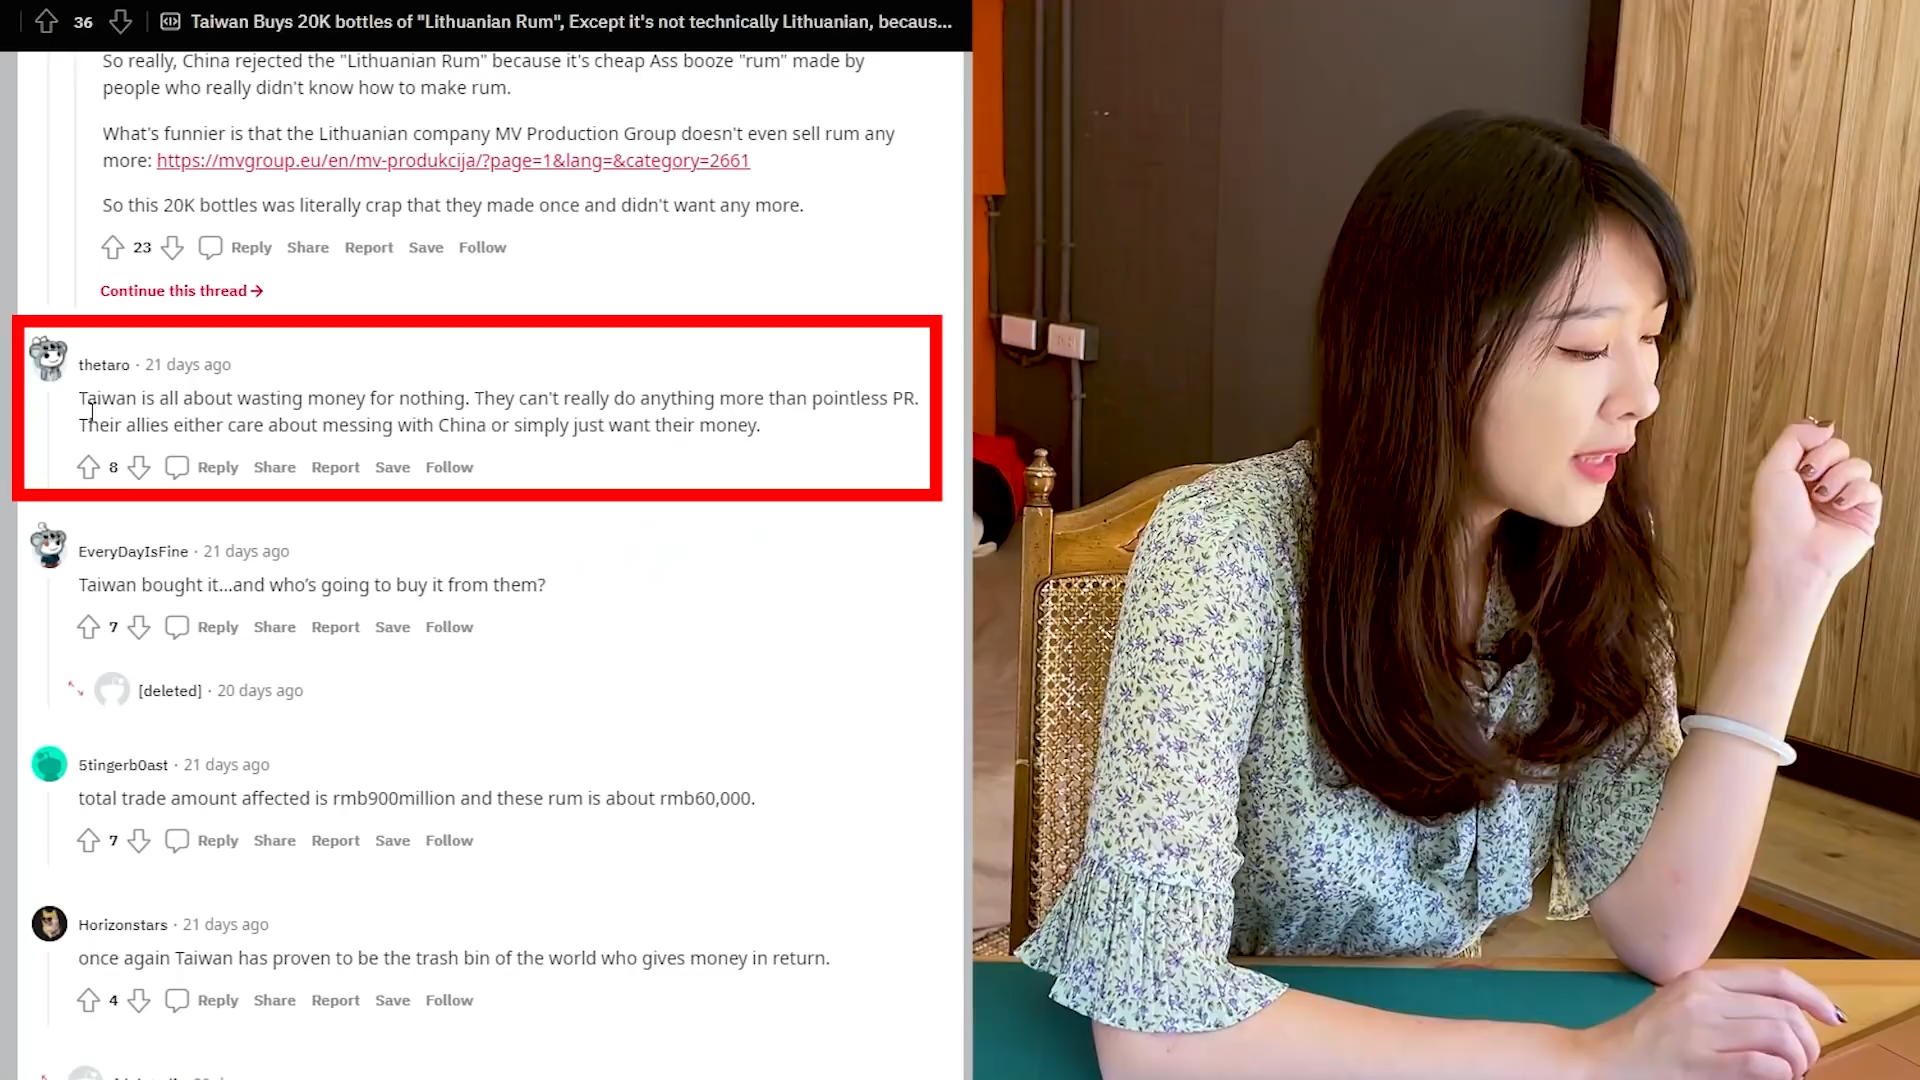 36
Taiwan Buys 20K bottles of "Lithuanian Rum", Except it's not technically Lithuanian, becaus...
So really, China rejected the "Lithuanian Rum" because it's cheap Ass booze "rum" made by
people who really didn't know how to make rum.
What's funnier is that the Lithuanian company MV Production Group doesn't even sell rum any
more: https://mvgroup.eu/en/mv-produkcija/?page=1&lang=&category=2661
So this 20K bottles was literally crap that they made once and didn't want any more.
23 Reply Share Report Save Follow
Continue this thread→
thetaro · 21 days ago
Taiwan is all about wasting money for nothing. They can't really do anything more than pointless PR.
Their allies either care about messing with China or simply just want their money.
8 Reply Share Report Save Follow
EveryDayIsFine · 21 days ago
Taiwan bought it...and who's going to buy it from them?
7 Reply Share Report Save Follow
[deleted] · 20 days ago
5tingerb0ast · 21 days ago
total trade amount affected is rmb900million and these rum is about rmb60,000.
7 Reply Share Report Save Follow
Horizonstars · 21 days ago
once again Taiwan has proven to be the trash bin of the world who gives money in return.
4 Reply Share Report Save Follow